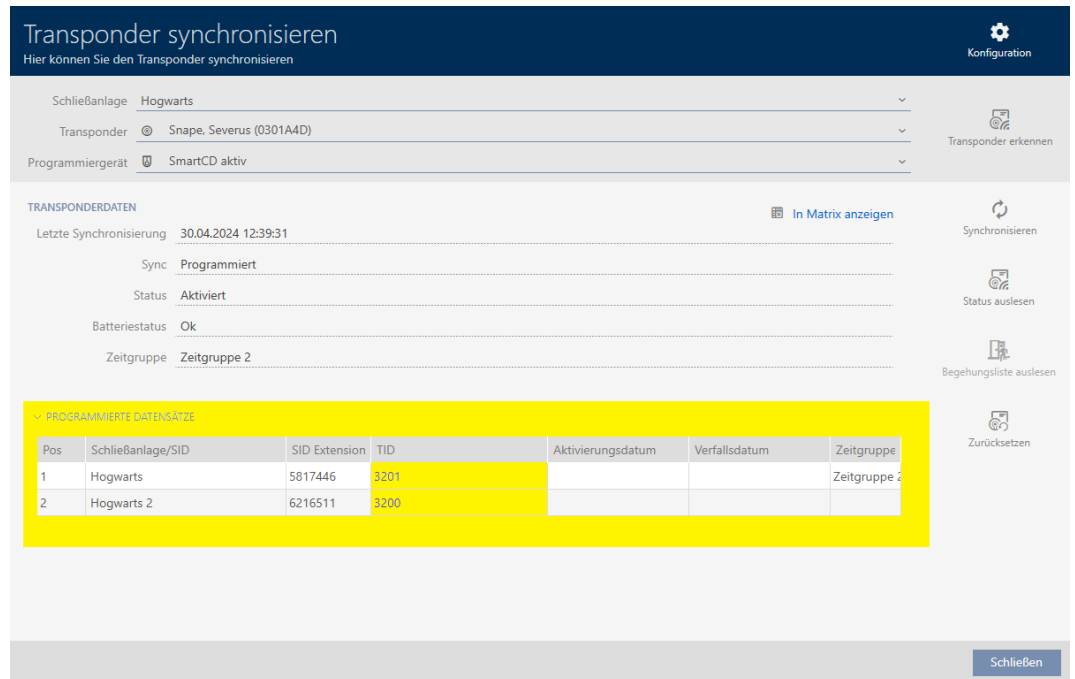 Transponder synchronisieren
Hier können Sie den Transponder synchronisieren
Konfiguration
Schließanlage Hogwarts
Transponder Snape, Severus (0301A4D)
Programmiergerät SmartCD aktiv
Transponder erkennen
TRANSPONDERDATEN
In Matrix anzeigen
Letzte Synchronisierung 30.04.2024 12:39:31
Sync Programmiert
Status Aktiviert
Batteriestatus Ok
Zeitgruppe Zeitgruppe 2
Synchronisieren
Status auslesen
Begehungsliste auslesen
Zurücksetzen
PROGRAMMIERTE DATENSÄTZE
Pos Schließanlage/SID SID Extension TID Aktivierungsdatum Verfallsdatum Zeitgruppe
1 Hogwarts 5817446 3201 Zeitgruppe 2
2 Hogwarts 2 6216511 3200
Schließen